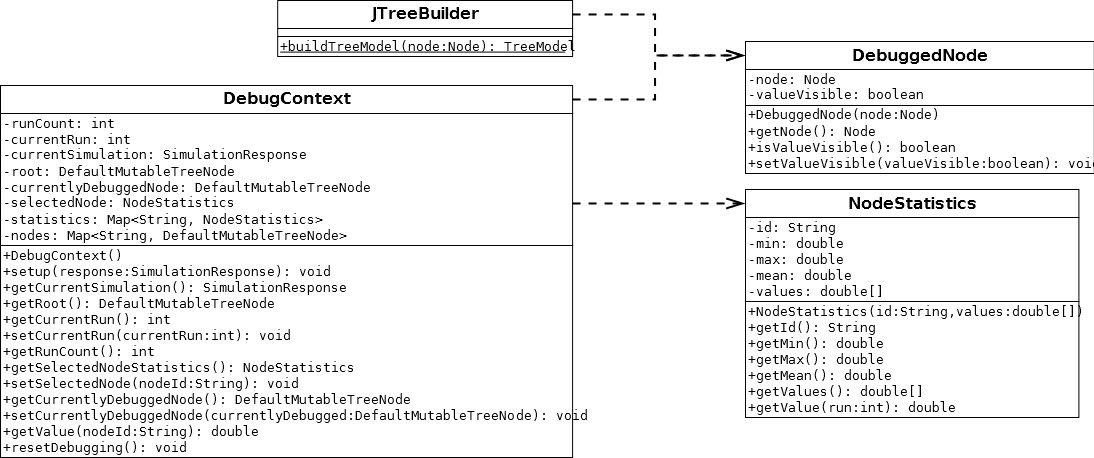 JTreeBuilder
+buildTreeModel(node:Node): TreeModel
DebugContext
-runCount: int
-currentRun: int
-currentSimulation: SimulationResponse
-root: DefaultMutableTreeNode
-currentlyDebuggedNode: DefaultMutableTreeNode
-selectedNode: NodeStatistics
-statistics: Map<String, NodeStatistics>
-nodes: Map<String, DefaultMutableTreeNode>
+DebugContext()
+setup(response:SimulationResponse): void
+getCurrentSimulation(): SimulationResponse
+getRoot(): DefaultMutableTreeNode
+getCurrentRun(): int
+setCurrentRun(currentRun:int): void
+getRunCount(): int
+getSelectedNodeStatistics(): NodeStatistics
+setSelectedNode(nodeId:String): void
+getCurrentlyDebuggedNode(): DefaultMutableTreeNode
+setCurrentlyDebuggedNode(currentlyDebugged:DefaultMutableTreeNode): void
+getValue(nodeId:String): double
+resetDebugging(): void
DebuggedNode
-node: Node
-valueVisible: boolean
+DebuggedNode(node:Node)
+getNode(): Node
+isValueVisible(): boolean
+setValueVisible(valueVisible:boolean): voi
NodeStatistics
-id: String
-min: double
-max: double
-mean: double
-values: double[]
+NodeStatistics(id:String,values:double[])
+getId(): String
+getMin(): double
+getMax(): double
+getMean(): double
+getValues(): double[]
+getValue(run:int): double